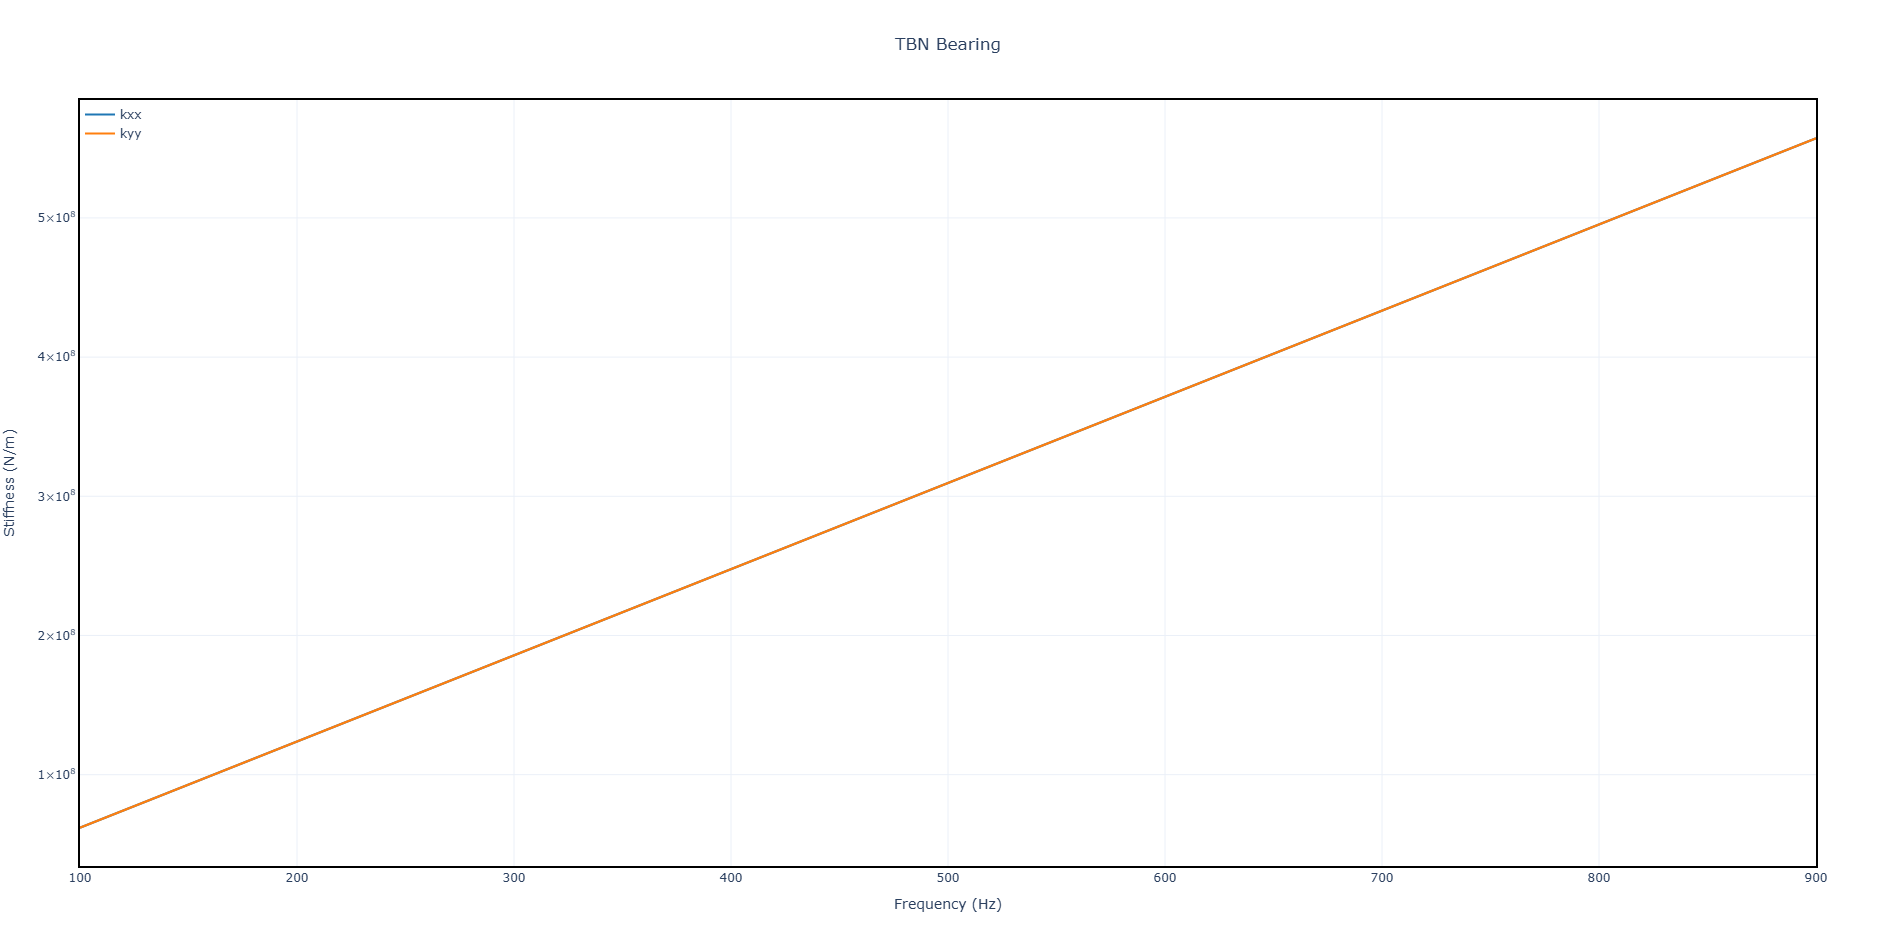 TBN Bearing
kxx
kyy
5×10⁸
4×10⁸
3×10⁸
2×10⁸
1×10⁸
Stiffness (N/m)
100 200 300 400 500 600 700 800 900
Frequency (Hz)